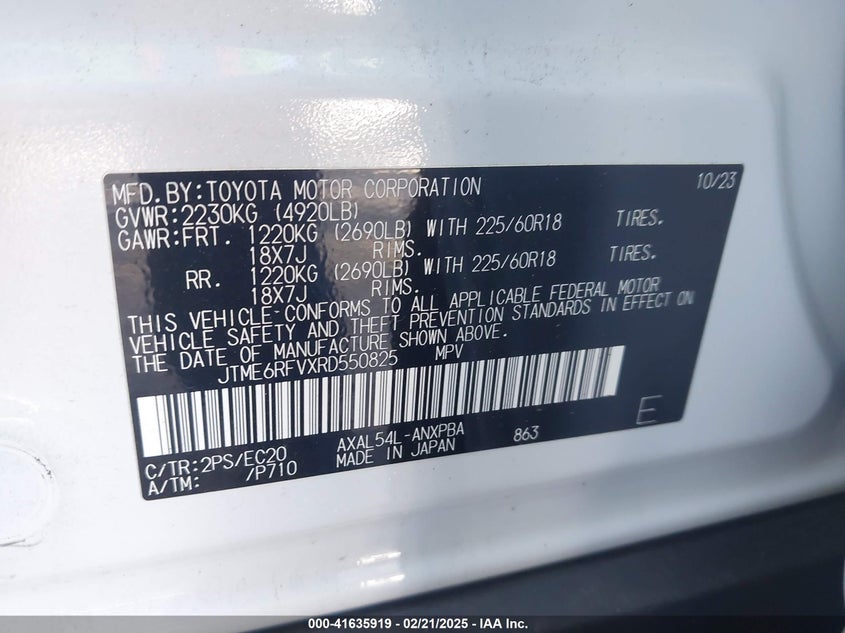 MFD.BY:TOYOTA MOTOR CORPORATION 10/23
GVWR:2230KG (4920LB)
GAWR:FRT. 1220KG (2690LB) WITH 225/60R18 TIRES.
18X7J RIMS.
RR. 1220KG (2690LB) WITH 225/60R18 TIRES.
18X7J RIMS.
THIS VEHICLE CONFORMS TO ALL APPLICABLE FEDERAL MOTOR
VEHICLE SAFETY AND THEFT PREVENTION STANDARDS IN EFFECT ON
THE DATE OF MANUFACTURE SHOWN ABOVE.
JTME6RFVXRD550825 MPV
C/TR:2PS/EC20 AXAL54L-ANXPBA 863 E
A/TM: /P710 MADE IN JAPAN
000-41635919 / 02/21/2025 / IAA Inc.